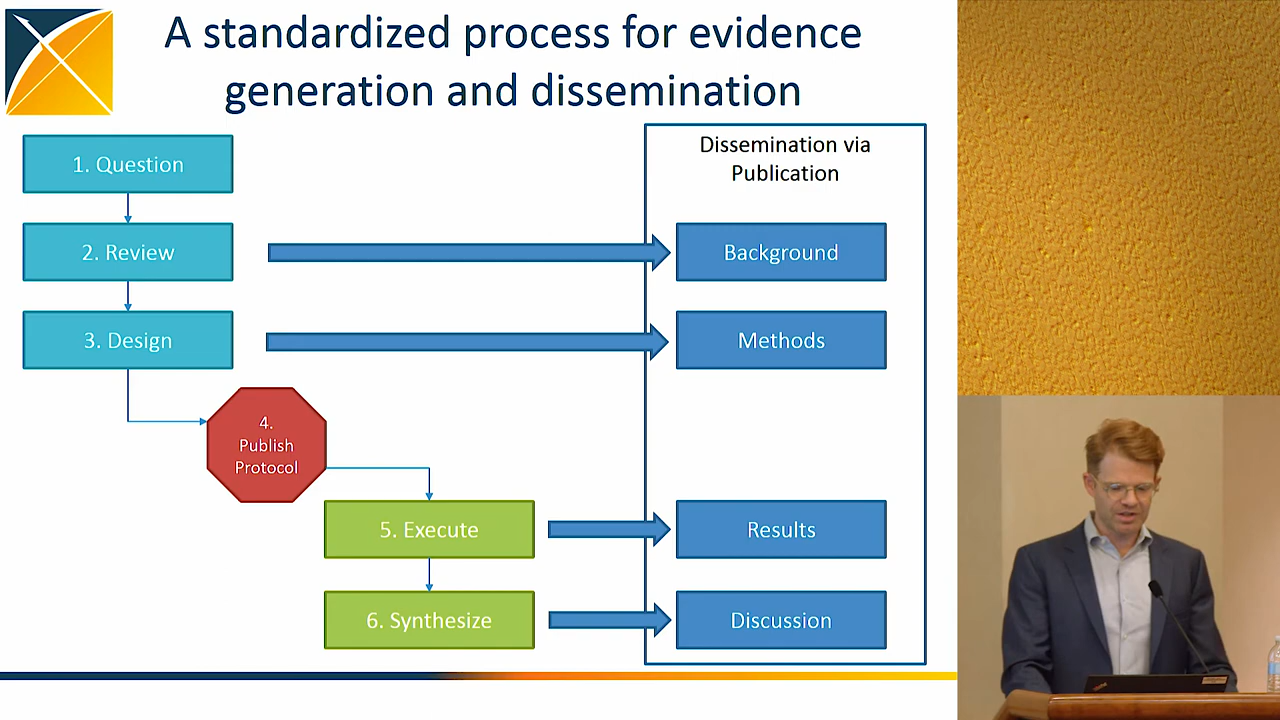 A standardized process for evidence
generation and dissemination
1. Question
2. Review
3. Design
4.
Publish
Protocol
5. Execute
6. Synthesize
Dissemination via
Publication
Background
Methods
Results
Discussion